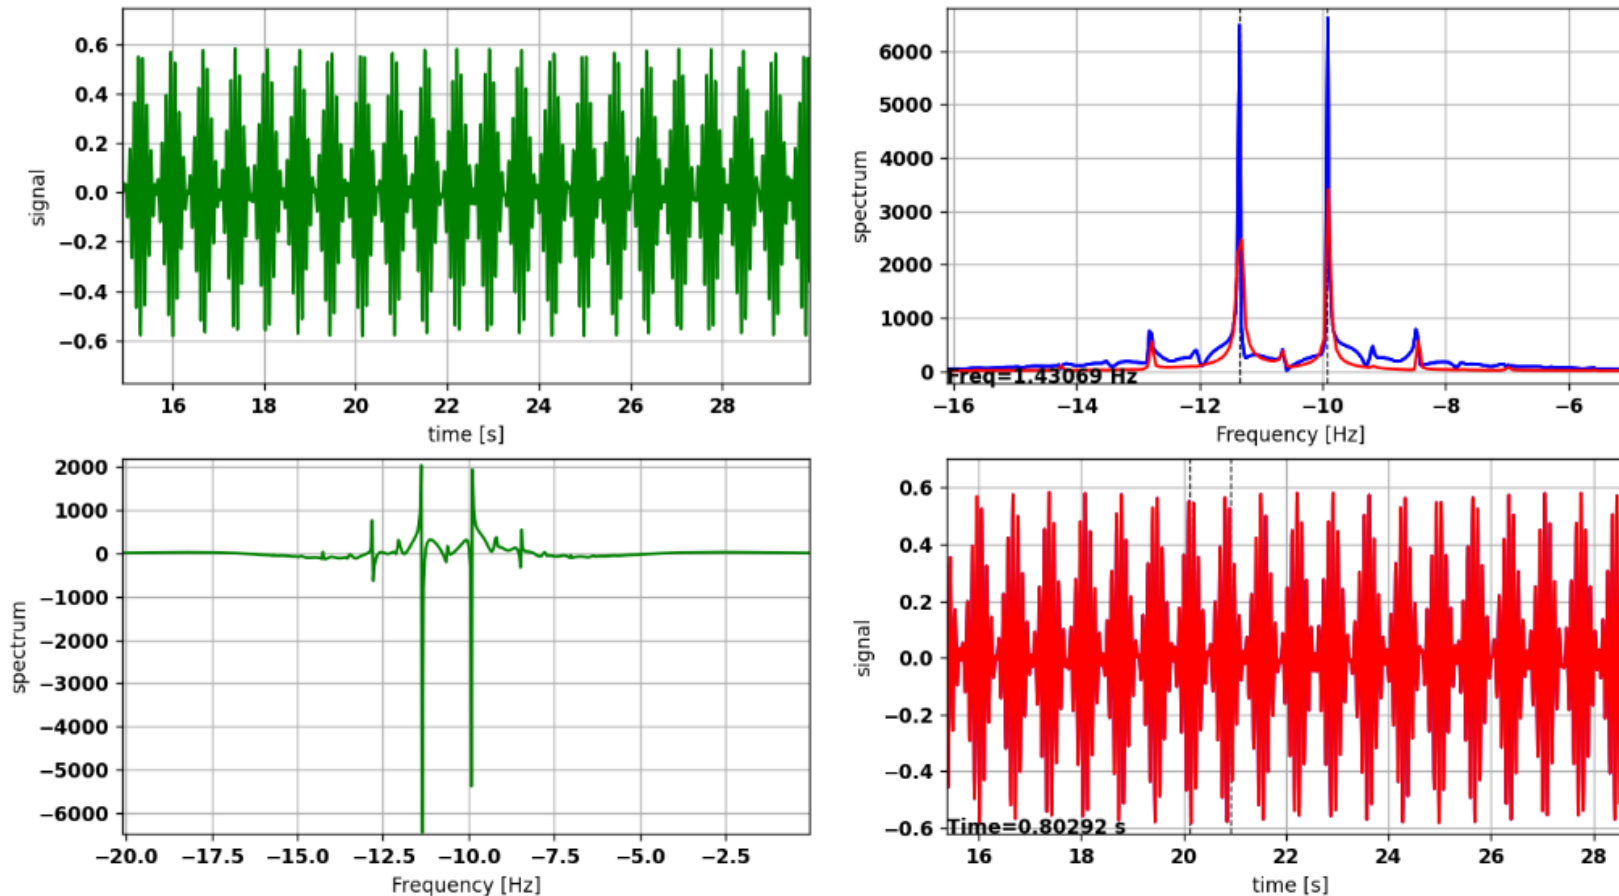 0.6
0.4
0.2
0.0
−0.2
−0.4
−0.6
signal
16 18 20 22 24 26 28
time [s]
6000
5000
4000
3000
2000
1000
0
spectrum
Freq=1.43069 Hz
−16 −14 −12 −10 −8 −6
Frequency [Hz]
2000
1000
0
−1000
−2000
−3000
−4000
−5000
−6000
spectrum
−20.0 −17.5 −15.0 −12.5 −10.0 −7.5 −5.0 −2.5
Frequency [Hz]
0.6
0.4
0.2
0.0
−0.2
−0.4
−0.6
signal
Time=0.80292 s
16 18 20 22 24 26 28
time [s]